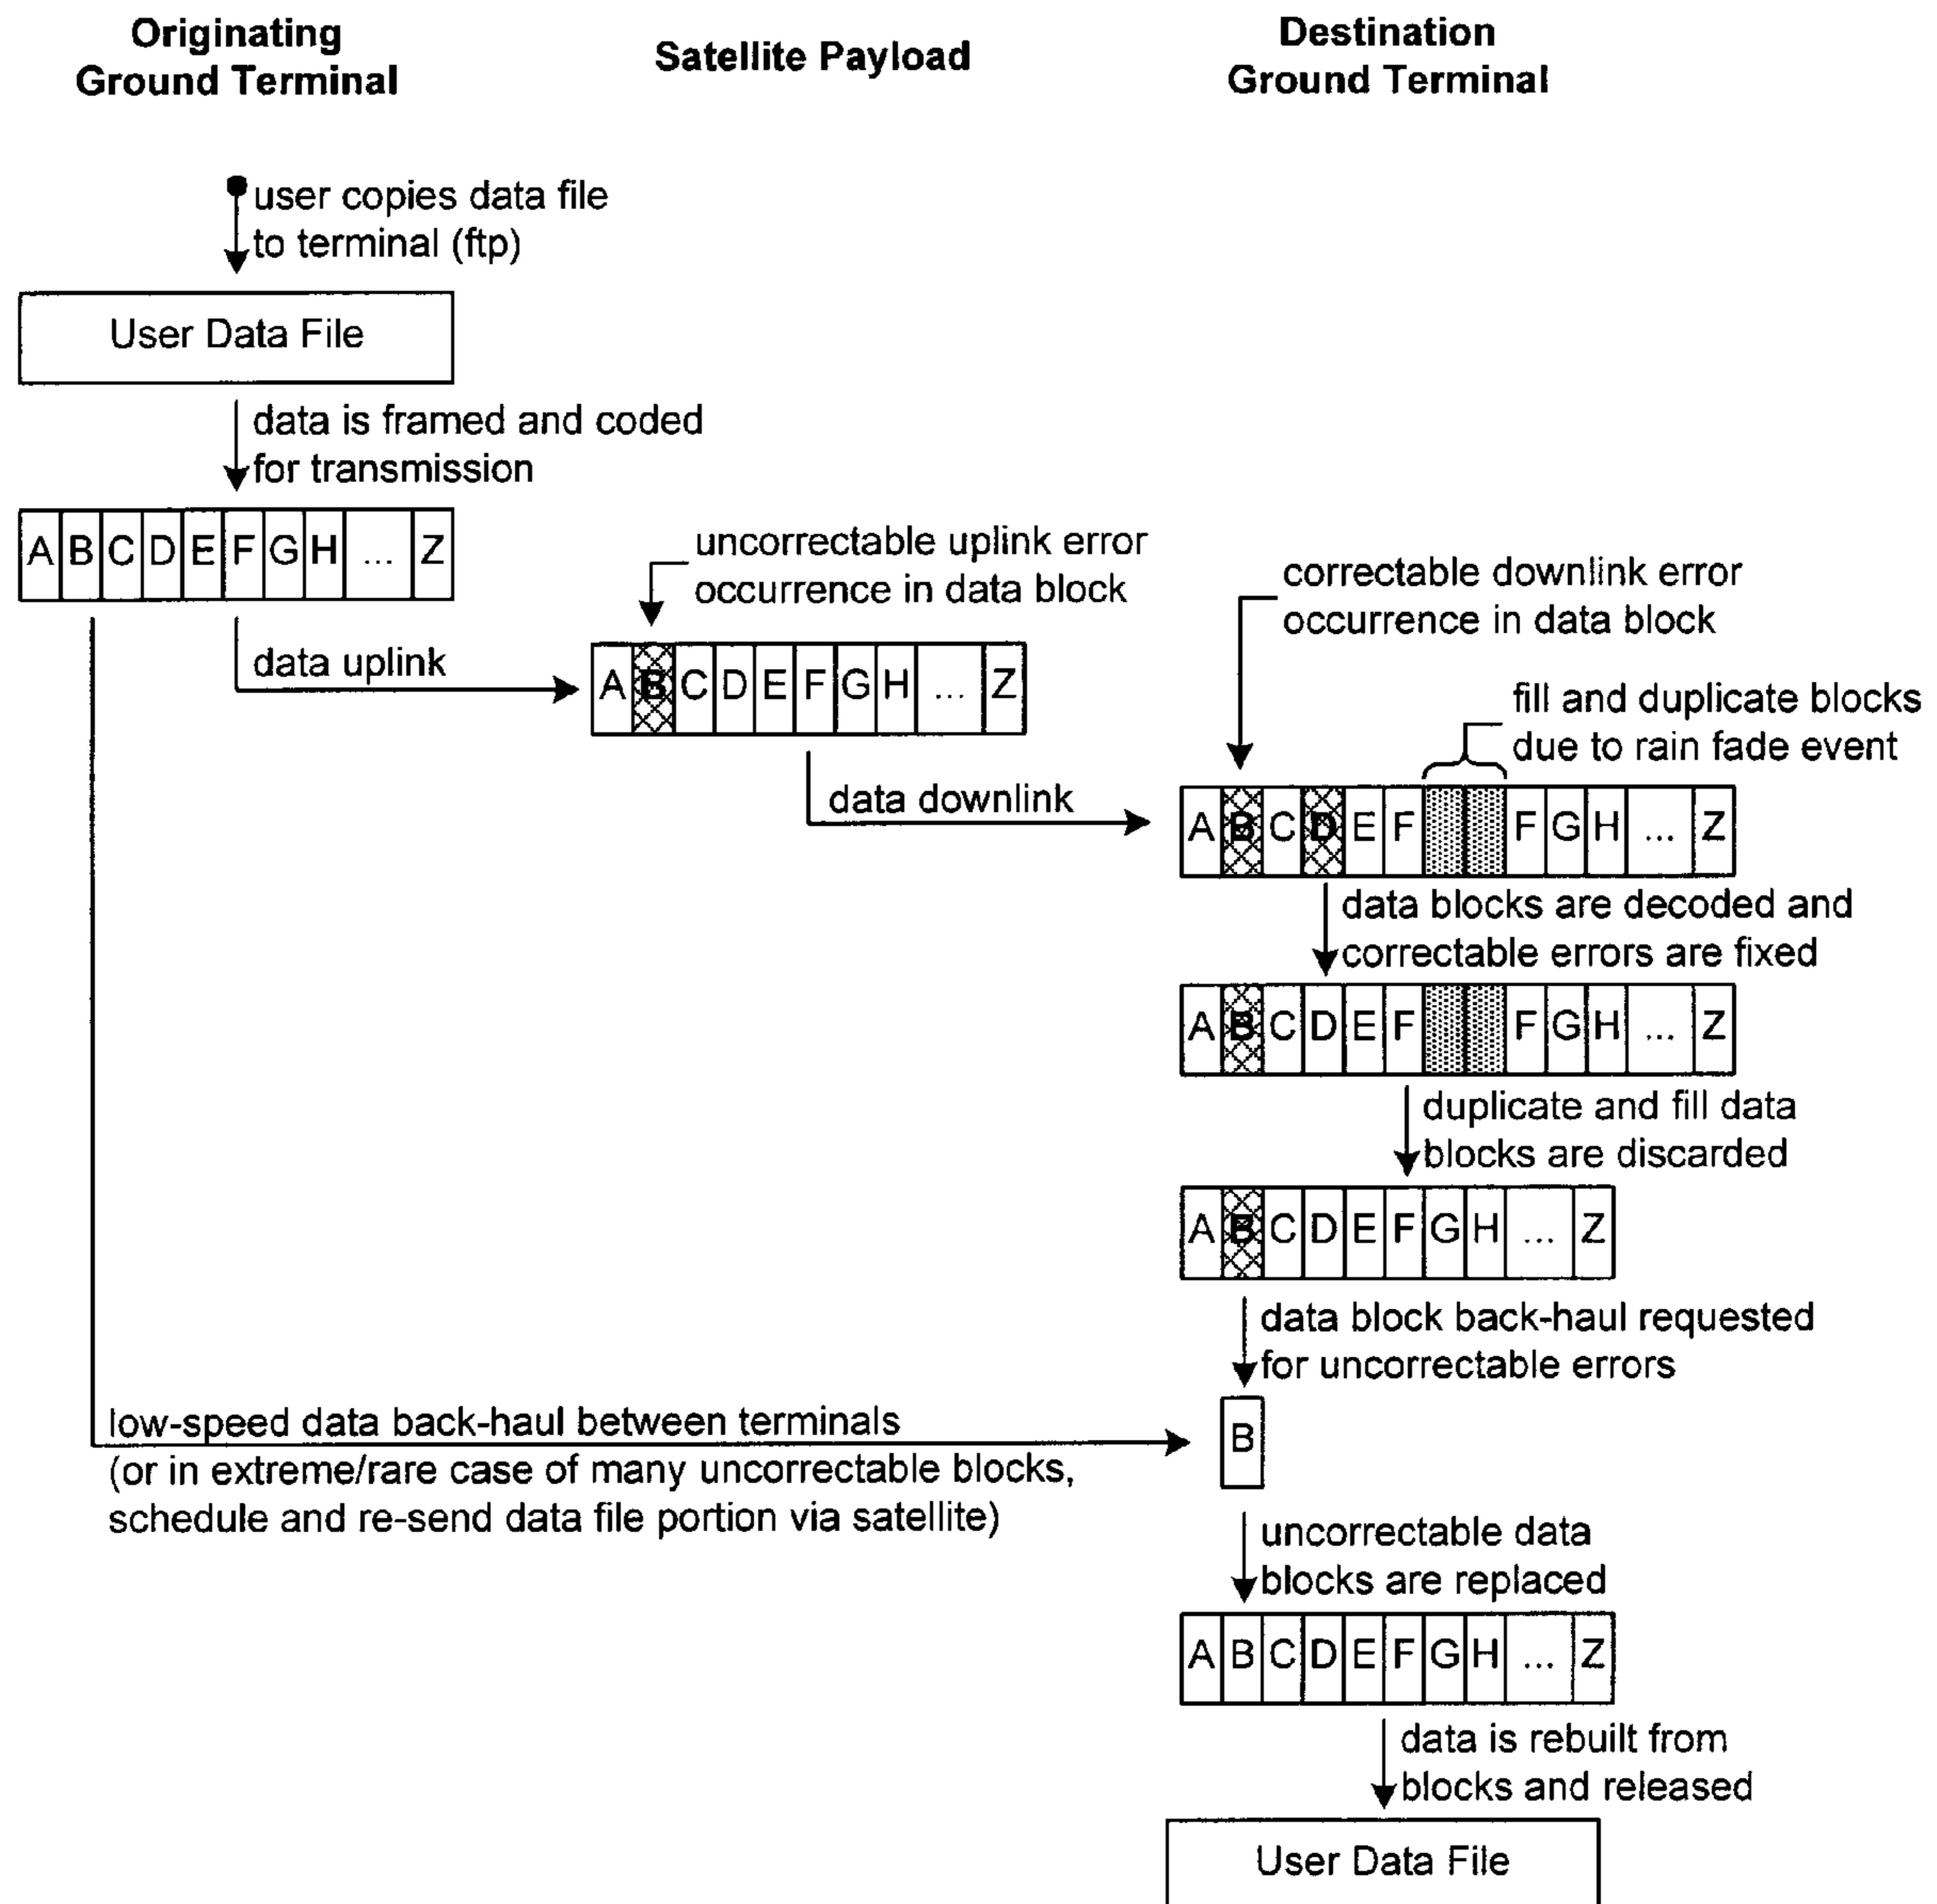 Originating
Ground Terminal
Satellite Payload
Destination
Ground Terminal
user copies data file
to terminal (ftp)
User Data File
data is framed and coded
for transmission
A B C D E F G H ... Z
uncorrectable uplink error
occurrence in data block
data uplink
A B C D E F G H ... Z
correctable downlink error
occurrence in data block
fill and duplicate blocks
due to rain fade event
data downlink
A B C D E F F G H ... Z
data blocks are decoded and
correctable errors are fixed
A B C D E F F G H ... Z
duplicate and fill data
blocks are discarded
A B C D E F G H ... Z
data block back-haul requested
for uncorrectable errors
low-speed data back-haul between terminals
(or in extreme/rare case of many uncorrectable blocks,
schedule and re-send data file portion via satellite)
B
uncorrectable data
blocks are replaced
A B C D E F G H ... Z
data is rebuilt from
blocks and released
User Data File